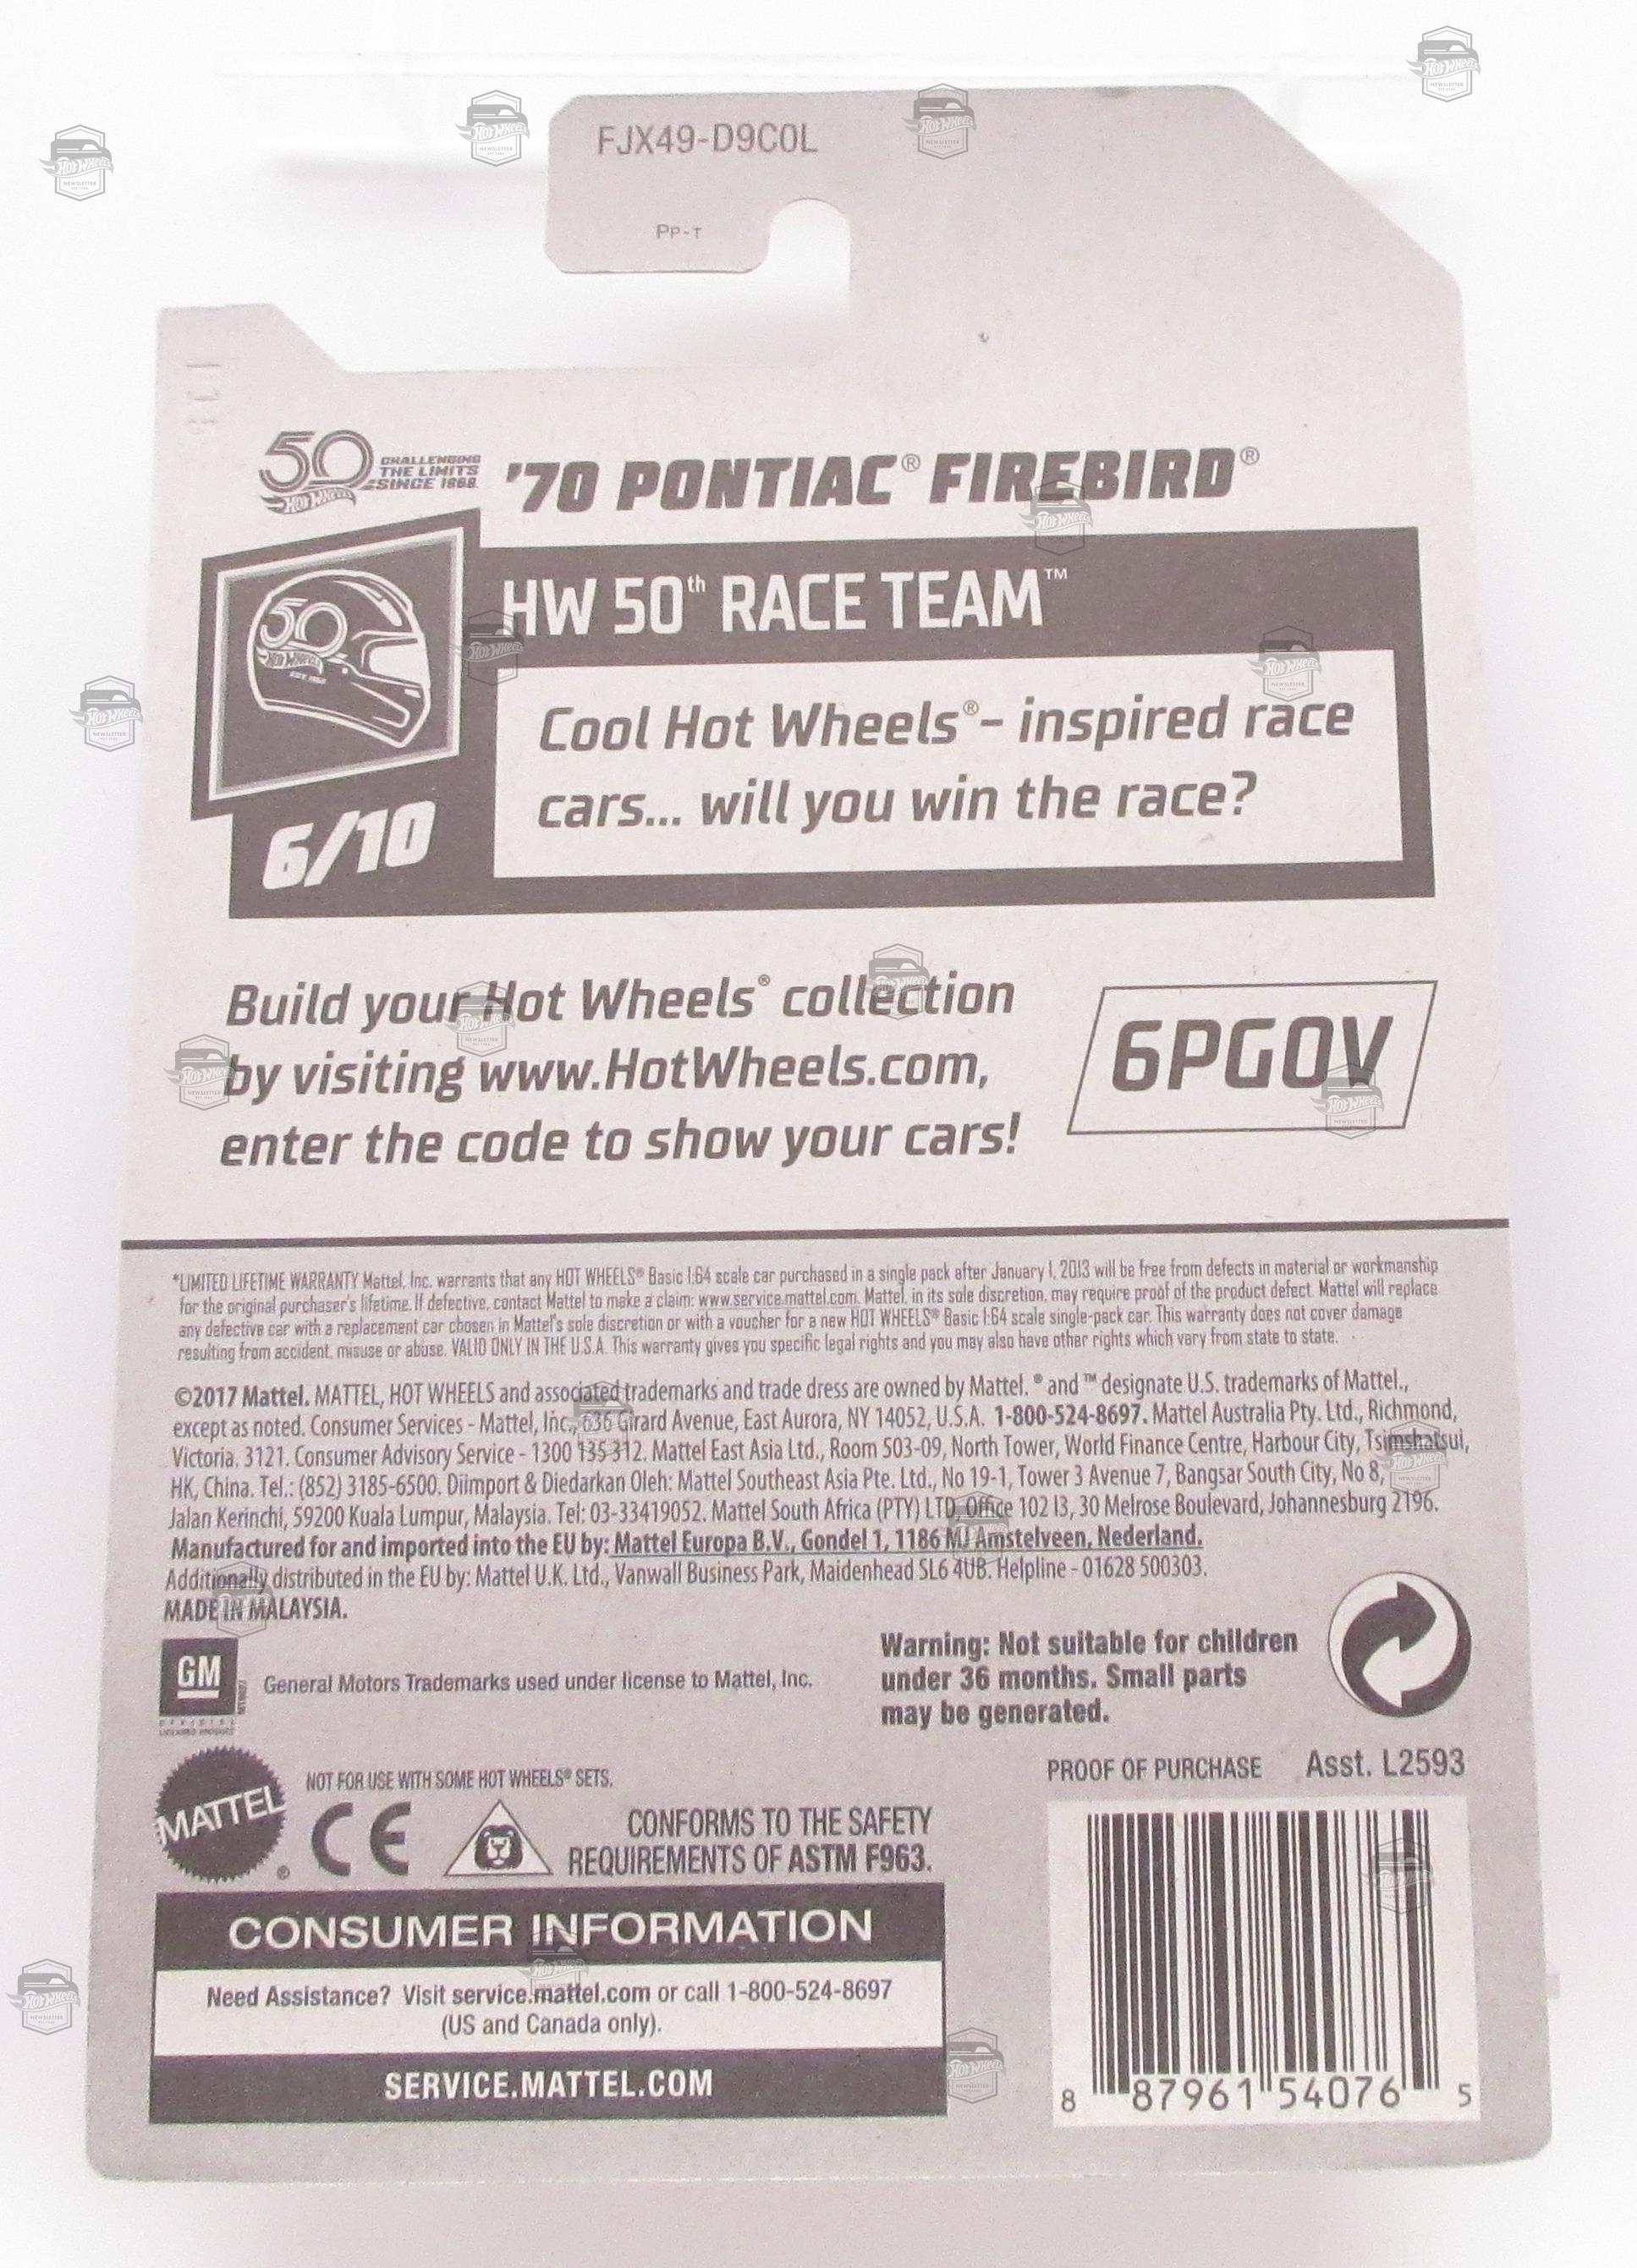 FJX49-D9C0L
Pp-T
50 CHALLENGING
THE LIMITS
SINCE 1968
HOT WHEELS
'70 PONTIAC® FIREBIRD®
HW 50th RACE TEAM™
50
HOT WHEELS
EST 1968
Cool Hot Wheels®- inspired race
cars... will you win the race?
6/10
Build your Hot Wheels® collection
by visiting www.HotWheels.com,
enter the code to show your cars!
6PG0V
*LIMITED LIFETIME WARRANTY Mattel, Inc. warrants that any HOT WHEELS® Basic 1:64 scale car purchased in a single pack after January 1, 2013 will be free from defects in material or workmanship
for the original purchaser's lifetime. If defective, contact Mattel to make a claim: www.service.mattel.com. Mattel, in its sole discretion, may require proof of the product defect. Mattel will replace
any defective car with a replacement car chosen in Mattel's sole discretion or with a voucher for a new HOT WHEELS® Basic 1:64 scale single-pack car. This warranty does not cover damage
resulting from accident, misuse or abuse. VALID ONLY IN THE U.S.A. This warranty gives you specific legal rights and you may also have other rights which vary from state to state.
©2017 Mattel. MATTEL, HOT WHEELS and associated trademarks and trade dress are owned by Mattel. ® and ™ designate U.S. trademarks of Mattel.,
except as noted. Consumer Services - Mattel, Inc., 636 Girard Avenue, East Aurora, NY 14052, U.S.A. 1-800-524-8697. Mattel Australia Pty. Ltd., Richmond,
Victoria. 3121. Consumer Advisory Service - 1300 135 312. Mattel East Asia Ltd., Room 503-09, North Tower, World Finance Centre, Harbour City, Tsimshatsui,
HK, China. Tel.: (852) 3185-6500. Diimport & Diedarkan Oleh: Mattel Southeast Asia Pte. Ltd., No 19-1, Tower 3 Avenue 7, Bangsar South City, No 8,
Jalan Kerinchi, 59200 Kuala Lumpur, Malaysia. Tel: 03-33419052. Mattel South Africa (PTY) LTD, Office 102 I3, 30 Melrose Boulevard, Johannesburg 2196.
Manufactured for and imported into the EU by: Mattel Europa B.V., Gondel 1, 1186 MJ Amstelveen, Nederland.
Additionally distributed in the EU by: Mattel U.K. Ltd., Vanwall Business Park, Maidenhead SL6 4UB. Helpline - 01628 500303.
MADE IN MALAYSIA.
GM
OFFICIAL
LICENSED PRODUCT
General Motors Trademarks used under license to Mattel, Inc.
Warning: Not suitable for children
under 36 months. Small parts
may be generated.
MATTEL®
NOT FOR USE WITH SOME HOT WHEELS® SETS.
CE
CONFORMS TO THE SAFETY
REQUIREMENTS OF ASTM F963.
PROOF OF PURCHASE Asst. L2593
CONSUMER INFORMATION
Need Assistance? Visit service.mattel.com or call 1-800-524-8697
(US and Canada only).
SERVICE.MATTEL.COM
8 87961 54076 5
HOT WHEELS
NEWSLETTER